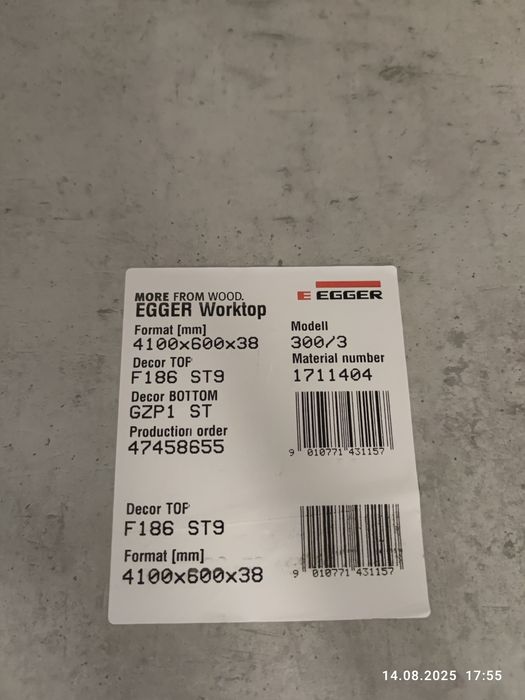 MORE FROM WOOD.
EGGER Worktop
E EGGER
Format [mm]
4100x600x38
Modell
300/3
Decor TOP
F186 ST9
Material number
1711404
Decor BOTTOM
GZP1 ST
Production order
47458655
9 010771 431157
Decor TOP
F186 ST9
Format [mm]
4100x600x38
9 010771 431157
14.08.2025 17:55